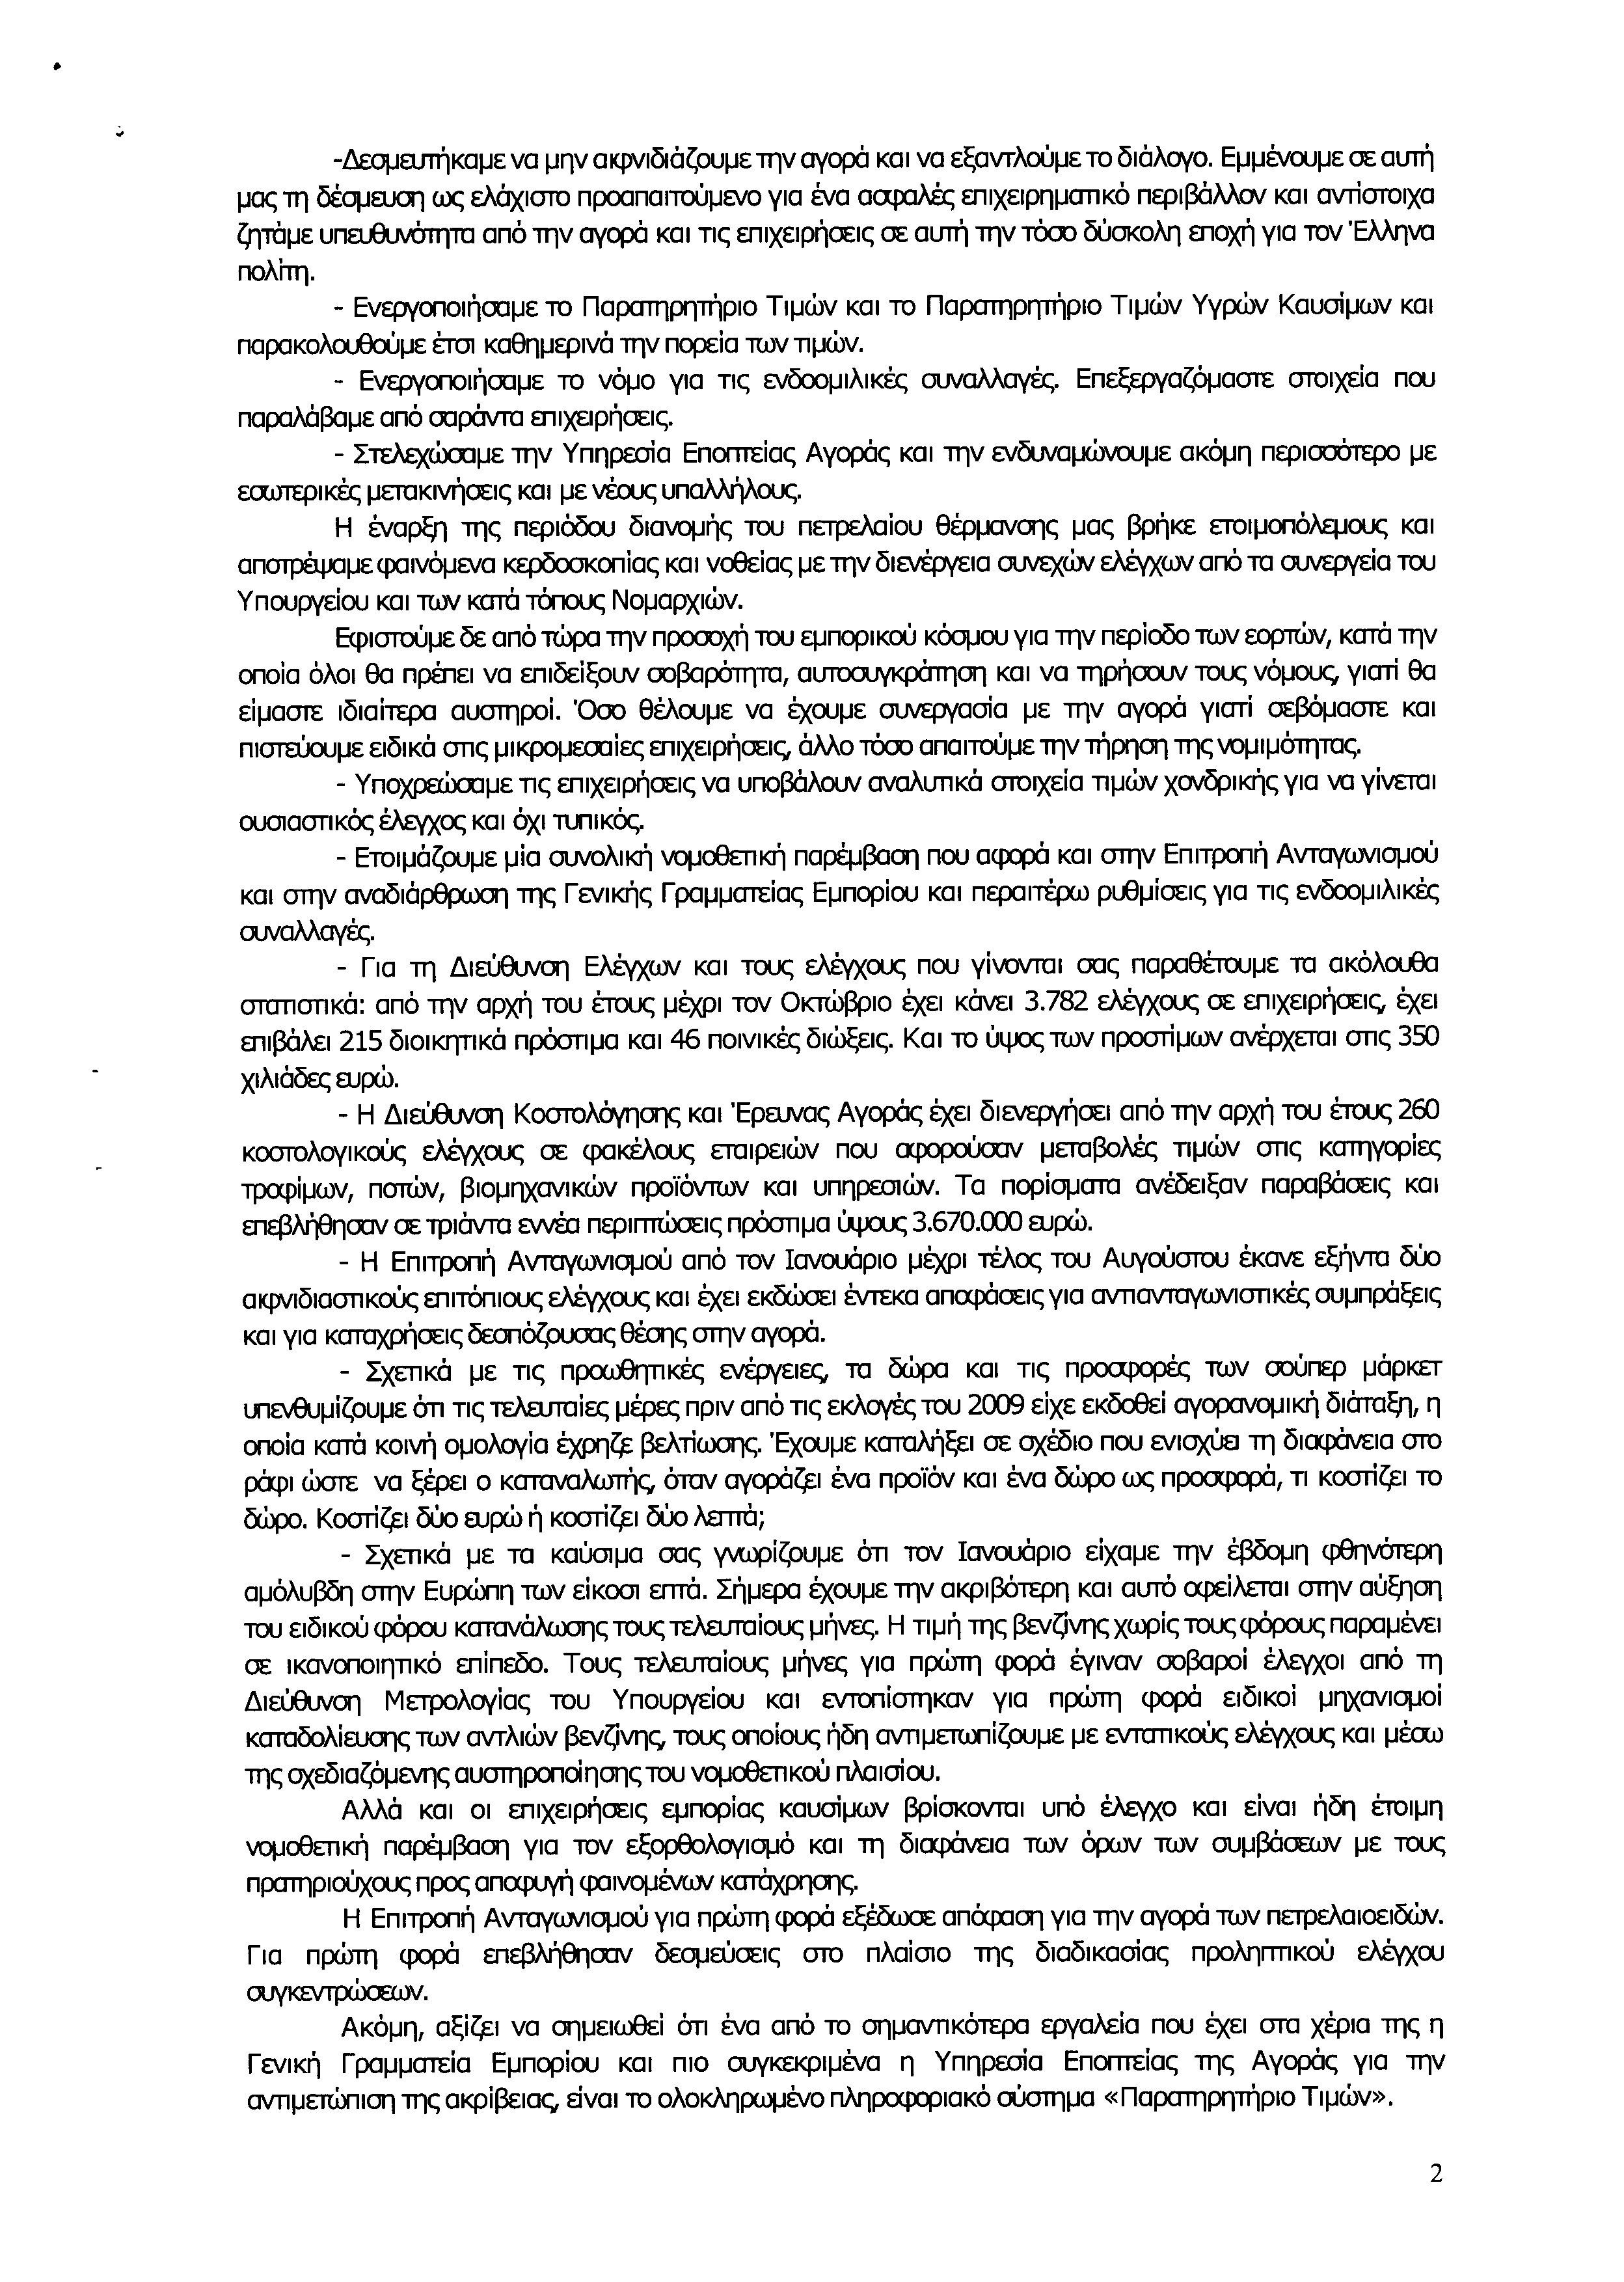 -Δεσμευτήκαμε να μην αιφνιδιάζουμε την αγορά και να εξαντλούμε το διάλογο. Εμμένουμε σε αυτή
μας τη δέσμευση ως ελάχιστο προαπαιτούμενο για ένα ασφαλές επιχειρηματικό περιβάλλον και αντίστοιχα
ζητάμε υπευθυνότητα από την αγορά και τις επιχειρήσεις σε αυτή την τόσο δύσκολη εποχή για τον Έλληνα
πολίτη.
- Ενεργοποιήσαμε το Παρατηρητήριο Τιμών και το Παρατηρητήριο Τιμών Υγρών Καυσίμων και
παρακολουθούμε έτσι καθημερινά την πορεία των τιμών.
- Ενεργοποιήσαμε το νόμο για τις ενδοομιλικές συναλλαγές. Επεξεργαζόμαστε στοιχεία που
παραλάβαμε από σαράντα επιχειρήσεις.
- Στελεχώσαμε την Υπηρεσία Εποπτείας Αγοράς και την ενδυναμώνουμε ακόμη περισσότερο με
εσωτερικές μετακινήσεις και με νέους υπαλλήλους.
Η έναρξη της περιόδου διανομής του πετρελαίου θέρμανσης μας βρήκε ετοιμοπόλεμους και
αποτρέψαμε φαινόμενα κερδοσκοπίας και νοθείας με την διενέργεια συνεχών ελέγχων από τα συνεργεία του
Υπουργείου και των κατά τόπους Νομαρχιών.
Εφιστούμε δε από τώρα την προσοχή του εμπορικού κόσμου για την περίοδο των εορτών, κατά την
οποία όλοι θα πρέπει να επιδείξουν σοβαρότητα, αυτοσυγκράτηση και να τηρήσουν τους νόμους, γιατί θα
είμαστε ιδιαίτερα αυστηροί. Όσο θέλουμε να έχουμε συνεργασία με την αγορά γιατί σεβόμαστε και
πιστεύουμε ειδικά στις μικρομεσαίες επιχειρήσεις, άλλο τόσο απαιτούμε την τήρηση της νομιμότητας.
- Υποχρεώσαμε τις επιχειρήσεις να υποβάλουν αναλυτικά στοιχεία τιμών χονδρικής για να γίνεται
ουσιαστικός έλεγχος και όχι τυπικός.
- Ετοιμάζουμε μία συνολική νομοθετική παρέμβαση που αφορά και στην Επιτροπή Ανταγωνισμού
και στην αναδιάρθρωση της Γενικής Γραμματείας Εμπορίου και περαιτέρω ρυθμίσεις για τις ενδοομιλικές
συναλλαγές.
- Για τη Διεύθυνση Ελέγχων και τους ελέγχους που γίνονται σας παραθέτουμε τα ακόλουθα
στατιστικά: από την αρχή του έτους μέχρι τον Οκτώβριο έχει κάνει 3.782 ελέγχους σε επιχειρήσεις, έχει
επιβάλει 215 διοικητικά πρόστιμα και 46 ποινικές διώξεις. Και το ύψος των προστίμων ανέρχεται στις 350
χιλιάδες ευρώ.
- Η Διεύθυνση Κοστολόγησης και Έρευνας Αγοράς έχει διενεργήσει από την αρχή του έτους 260
κοστολογικούς ελέγχους σε φακέλους εταιρειών που αφορούσαν μεταβολές τιμών στις κατηγορίες
τροφίμων, ποτών, βιομηχανικών προϊόντων και υπηρεσιών. Τα πορίσματα ανέδειξαν παραβάσεις και
επεβλήθησαν σε τριάντα εννέα περιπτώσεις πρόστιμα ύψους 3.670.000 ευρώ.
- Η Επιτροπή Ανταγωνισμού από τον Ιανουάριο μέχρι τέλος του Αυγούστου έκανε εξήντα δύο
αιφνιδιαστικούς επιτόπιους ελέγχους και έχει εκδώσει έντεκα αποφάσεις για αντιανταγωνιστικές συμπράξεις
και για καταχρήσεις δεσπόζουσας θέσης στην αγορά.
- Σχετικά με τις προωθητικές ενέργειες, τα δώρα και τις προσφορές των σούπερ μάρκετ
υπενθυμίζουμε ότι τις τελευταίες μέρες πριν από τις εκλογές του 2009 είχε εκδοθεί αγορανομική διάταξη, η
οποία κατά κοινή ομολογία έχρηζε βελτίωσης. Έχουμε καταλήξει σε σχέδιο που ενισχύει τη διαφάνεια στο
ράφι ώστε να ξέρει ο καταναλωτής, όταν αγοράζει ένα προϊόν και ένα δώρο ως προσφορά, τι κοστίζει το
δώρο. Κοστίζει δύο ευρώ ή κοστίζει δύο λεπτά;
- Σχετικά με τα καύσιμα σας γνωρίζουμε ότι τον Ιανουάριο είχαμε την έβδομη φθηνότερη
αμόλυβδη στην Ευρώπη των είκοσι επτά. Σήμερα έχουμε την ακριβότερη και αυτό οφείλεται στην αύξηση
του ειδικού φόρου κατανάλωσης τους τελευταίους μήνες. Η τιμή της βενζίνης χωρίς τους φόρους παραμένει
σε ικανοποιητικό επίπεδο. Τους τελευταίους μήνες για πρώτη φορά έγιναν σοβαροί έλεγχοι από τη
Διεύθυνση Μετρολογίας του Υπουργείου και εντοπίστηκαν για πρώτη φορά ειδικοί μηχανισμοί
καταδολίευσης των αντλιών βενζίνης, τους οποίους ήδη αντιμετωπίζουμε με εντατικούς ελέγχους και μέσω
της σχεδιαζόμενης αυστηροποίησης του νομοθετικού πλαισίου.
Αλλά και οι επιχειρήσεις εμπορίας καυσίμων βρίσκονται υπό έλεγχο και είναι ήδη έτοιμη
νομοθετική παρέμβαση για τον εξορθολογισμό και τη διαφάνεια των όρων των συμβάσεων με τους
πρατηριούχους προς αποφυγή φαινομένων κατάχρησης.
Η Επιτροπή Ανταγωνισμού για πρώτη φορά εξέδωσε απόφαση για την αγορά των πετρελαιοειδών.
Για πρώτη φορά επεβλήθησαν δεσμεύσεις στο πλαίσιο της διαδικασίας προληπτικού ελέγχου
συγκεντρώσεων.
Ακόμη, αξίζει να σημειωθεί ότι ένα από το σημαντικότερα εργαλεία που έχει στα χέρια της η
Γενική Γραμματεία Εμπορίου και πιο συγκεκριμένα η Υπηρεσία Εποπτείας της Αγοράς για την
αντιμετώπιση της ακρίβειας, είναι το ολοκληρωμένο πληροφοριακό σύστημα «Παρατηρητήριο Τιμών».
2